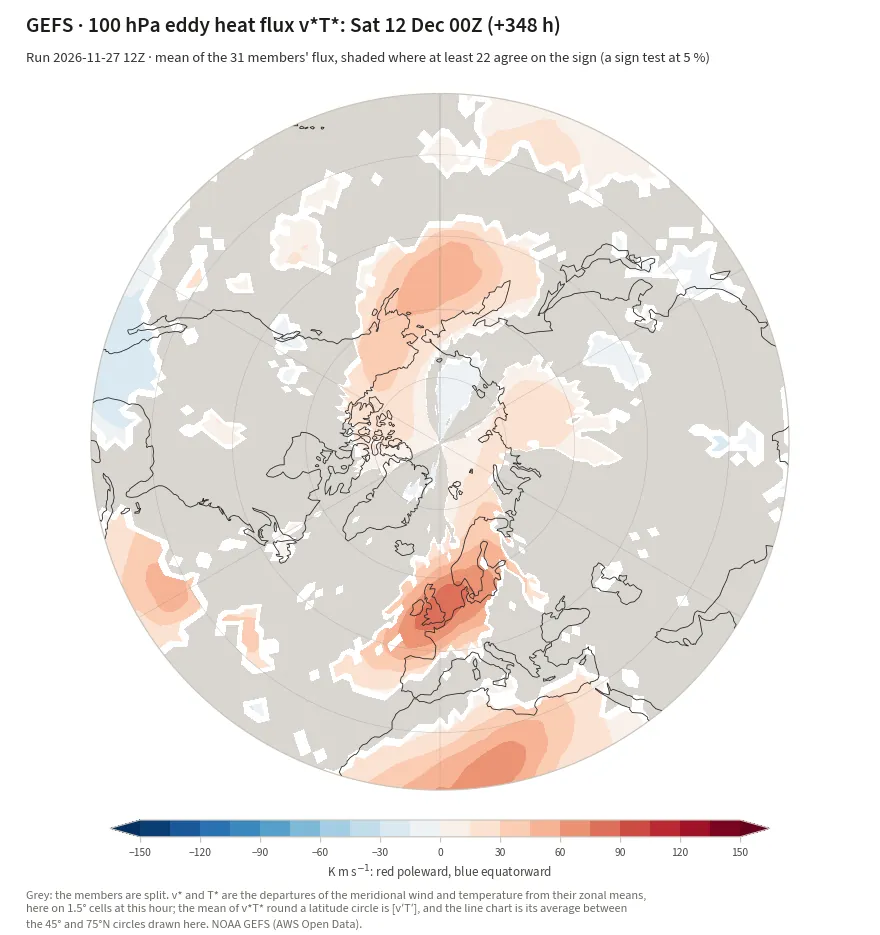 GEFS · 100 hPa eddy heat flux v*T*: Sat 12 Dec 00Z (+348 h)
Run 2026-11-27 12Z · mean of the 31 members' flux, shaded where at least 22 agree on the sign (a sign test at 5 %)
−150 −120 −90 −60 −30 0 30 60 90 120 150
K m s⁻¹: red poleward, blue equatorward
Grey: the members are split. v* and T* are the departures of the meridional wind and temperature from their zonal means,
here on 1.5° cells at this hour; the mean of v*T* round a latitude circle is [v'T'], and the line chart is its average between
the 45° and 75°N circles drawn here. NOAA GEFS (AWS Open Data).